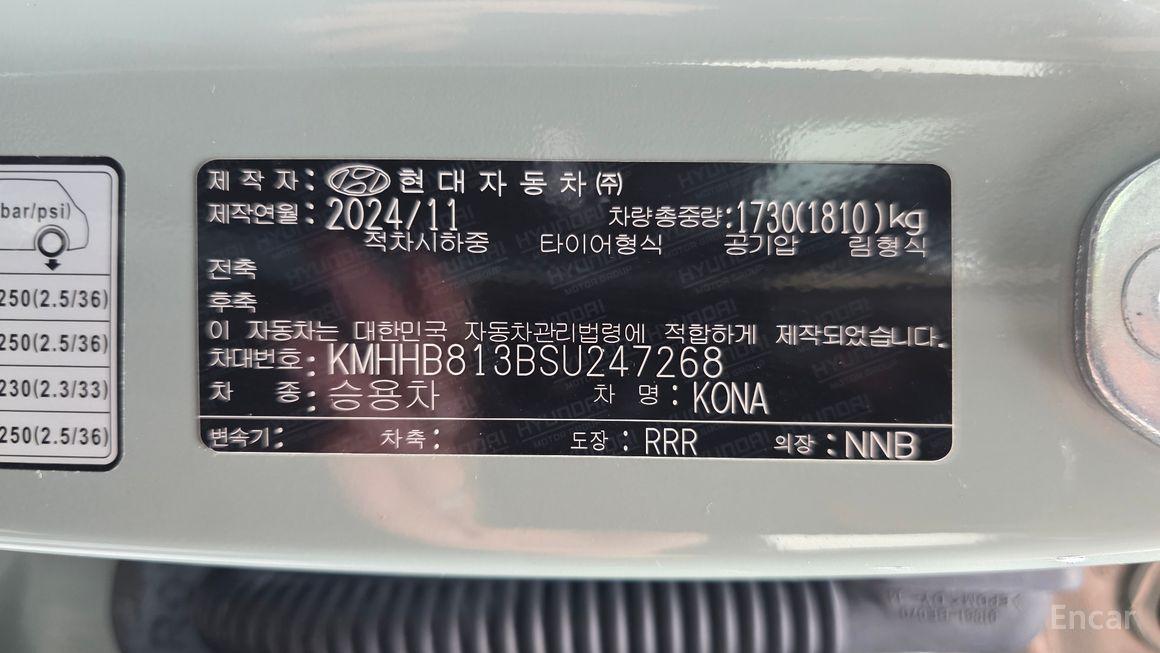 제 작 자 : 현 대 자 동 차 ㈜
제작연월 : 2024/11 차량총중량 : 1730(1810)kg
적차시하중 타이어형식 공기압 림형식
전축
후축
이 자동차는 대한민국 자동차관리법령에 적합하게 제작되었습니다.
차대번호 : KMHHB813BSU247268
차 종 : 승용차 차 명 : KONA
변속기 : 차축 : 도장 : RRR 의장 : NNB
bar/psi)
250(2.5/36)
250(2.5/36)
230(2.3/33)
250(2.5/36)
Encar